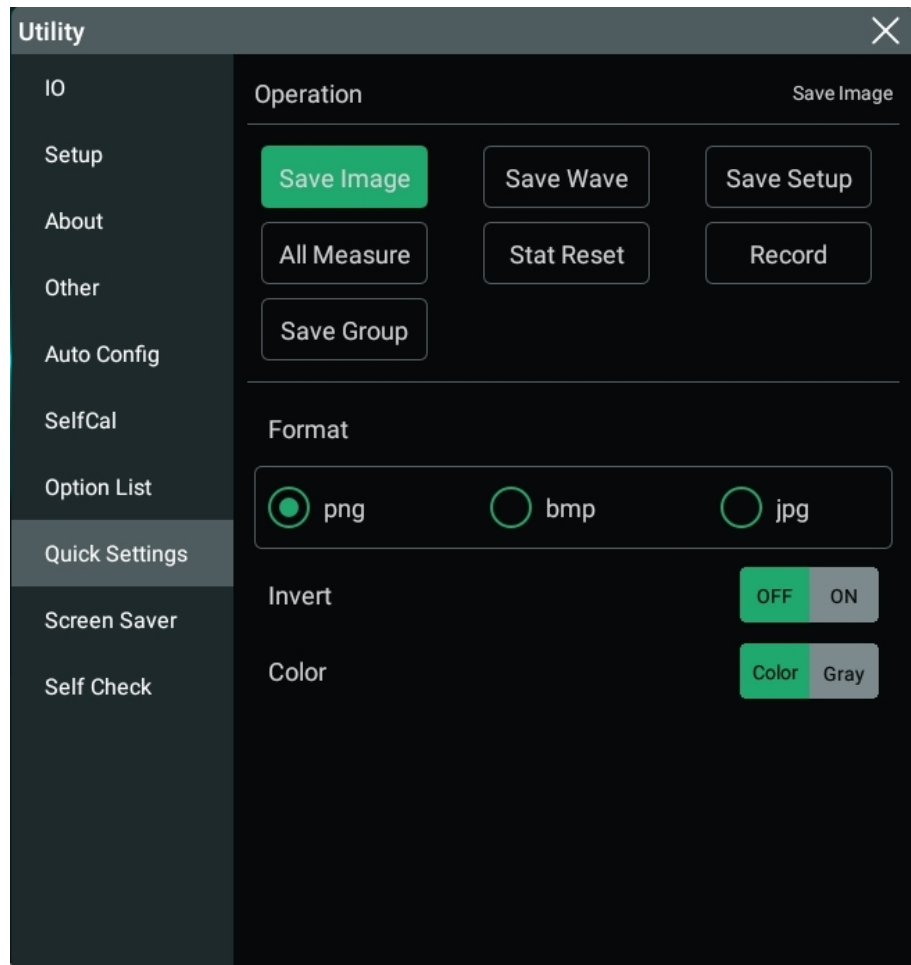 Utility
IO
Setup
About
Other
Auto Config
SelfCal
Option List
Quick Settings
Screen Saver
Self Check
Operation
Save Image
Save Image
Save Wave
Save Setup
All Measure
Stat Reset
Record
Save Group
Format
png
bmp
jpg
Invert
OFF
ON
Color
Color
Gray